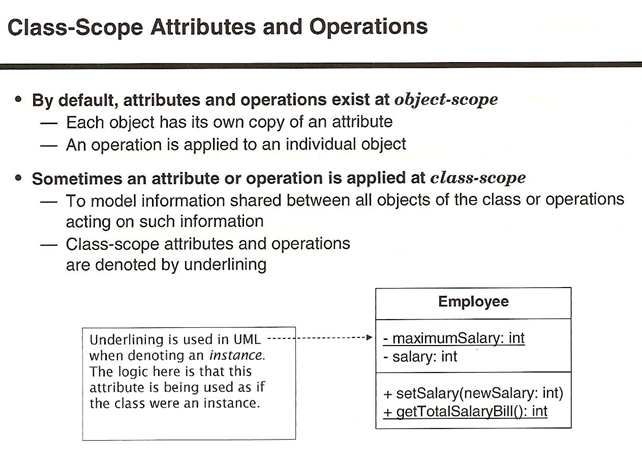 Class-Scope Attributes and Operations
• By default, attributes and operations exist at object-scope
— Each object has its own copy of an attribute
— An operation is applied to an individual object
• Sometimes an attribute or operation is applied at class-scope
— To model information shared between all objects of the class or operations
acting on such information
— Class-scope attributes and operations
are denoted by underlining
Underlining is used in UML
when denoting an instance.
The logic here is that this
attribute is being used as if
the class were an instance.
Employee
- maximumSalary: int
- salary: int
+ setSalary(newSalary: int)
+ getTotalSalaryBill(): int